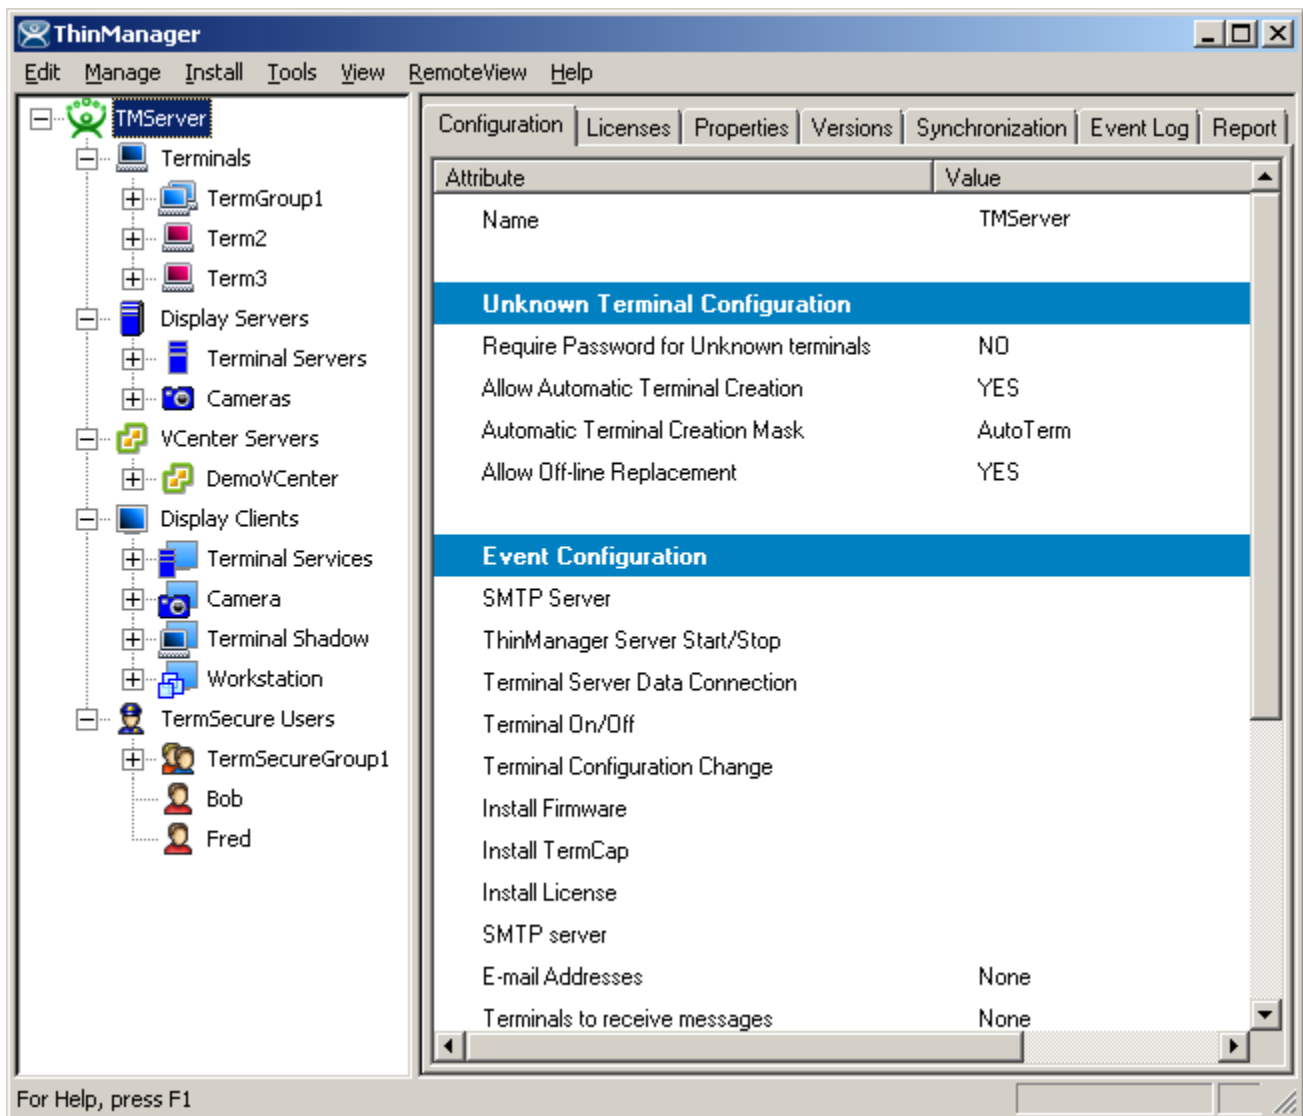 ThinManager
Edit Manage Install Tools View RemoteView Help
TMServer
Terminals
TermGroup1
Term2
Term3
Display Servers
Terminal Servers
Cameras
VCenter Servers
DemoVCenter
Display Clients
Terminal Services
Camera
Terminal Shadow
Workstation
TermSecure Users
TermSecureGroup1
Bob
Fred
Configuration Licenses Properties Versions Synchronization Event Log Report
Attribute Value
Name TMServer
Unknown Terminal Configuration
Require Password for Unknown terminals NO
Allow Automatic Terminal Creation YES
Automatic Terminal Creation Mask AutoTerm
Allow Off-line Replacement YES
Event Configuration
SMTP Server
ThinManager Server Start/Stop
Terminal Server Data Connection
Terminal On/Off
Terminal Configuration Change
Install Firmware
Install TermCap
Install License
SMTP server
E-mail Addresses None
Terminals to receive messages None
For Help, press F1